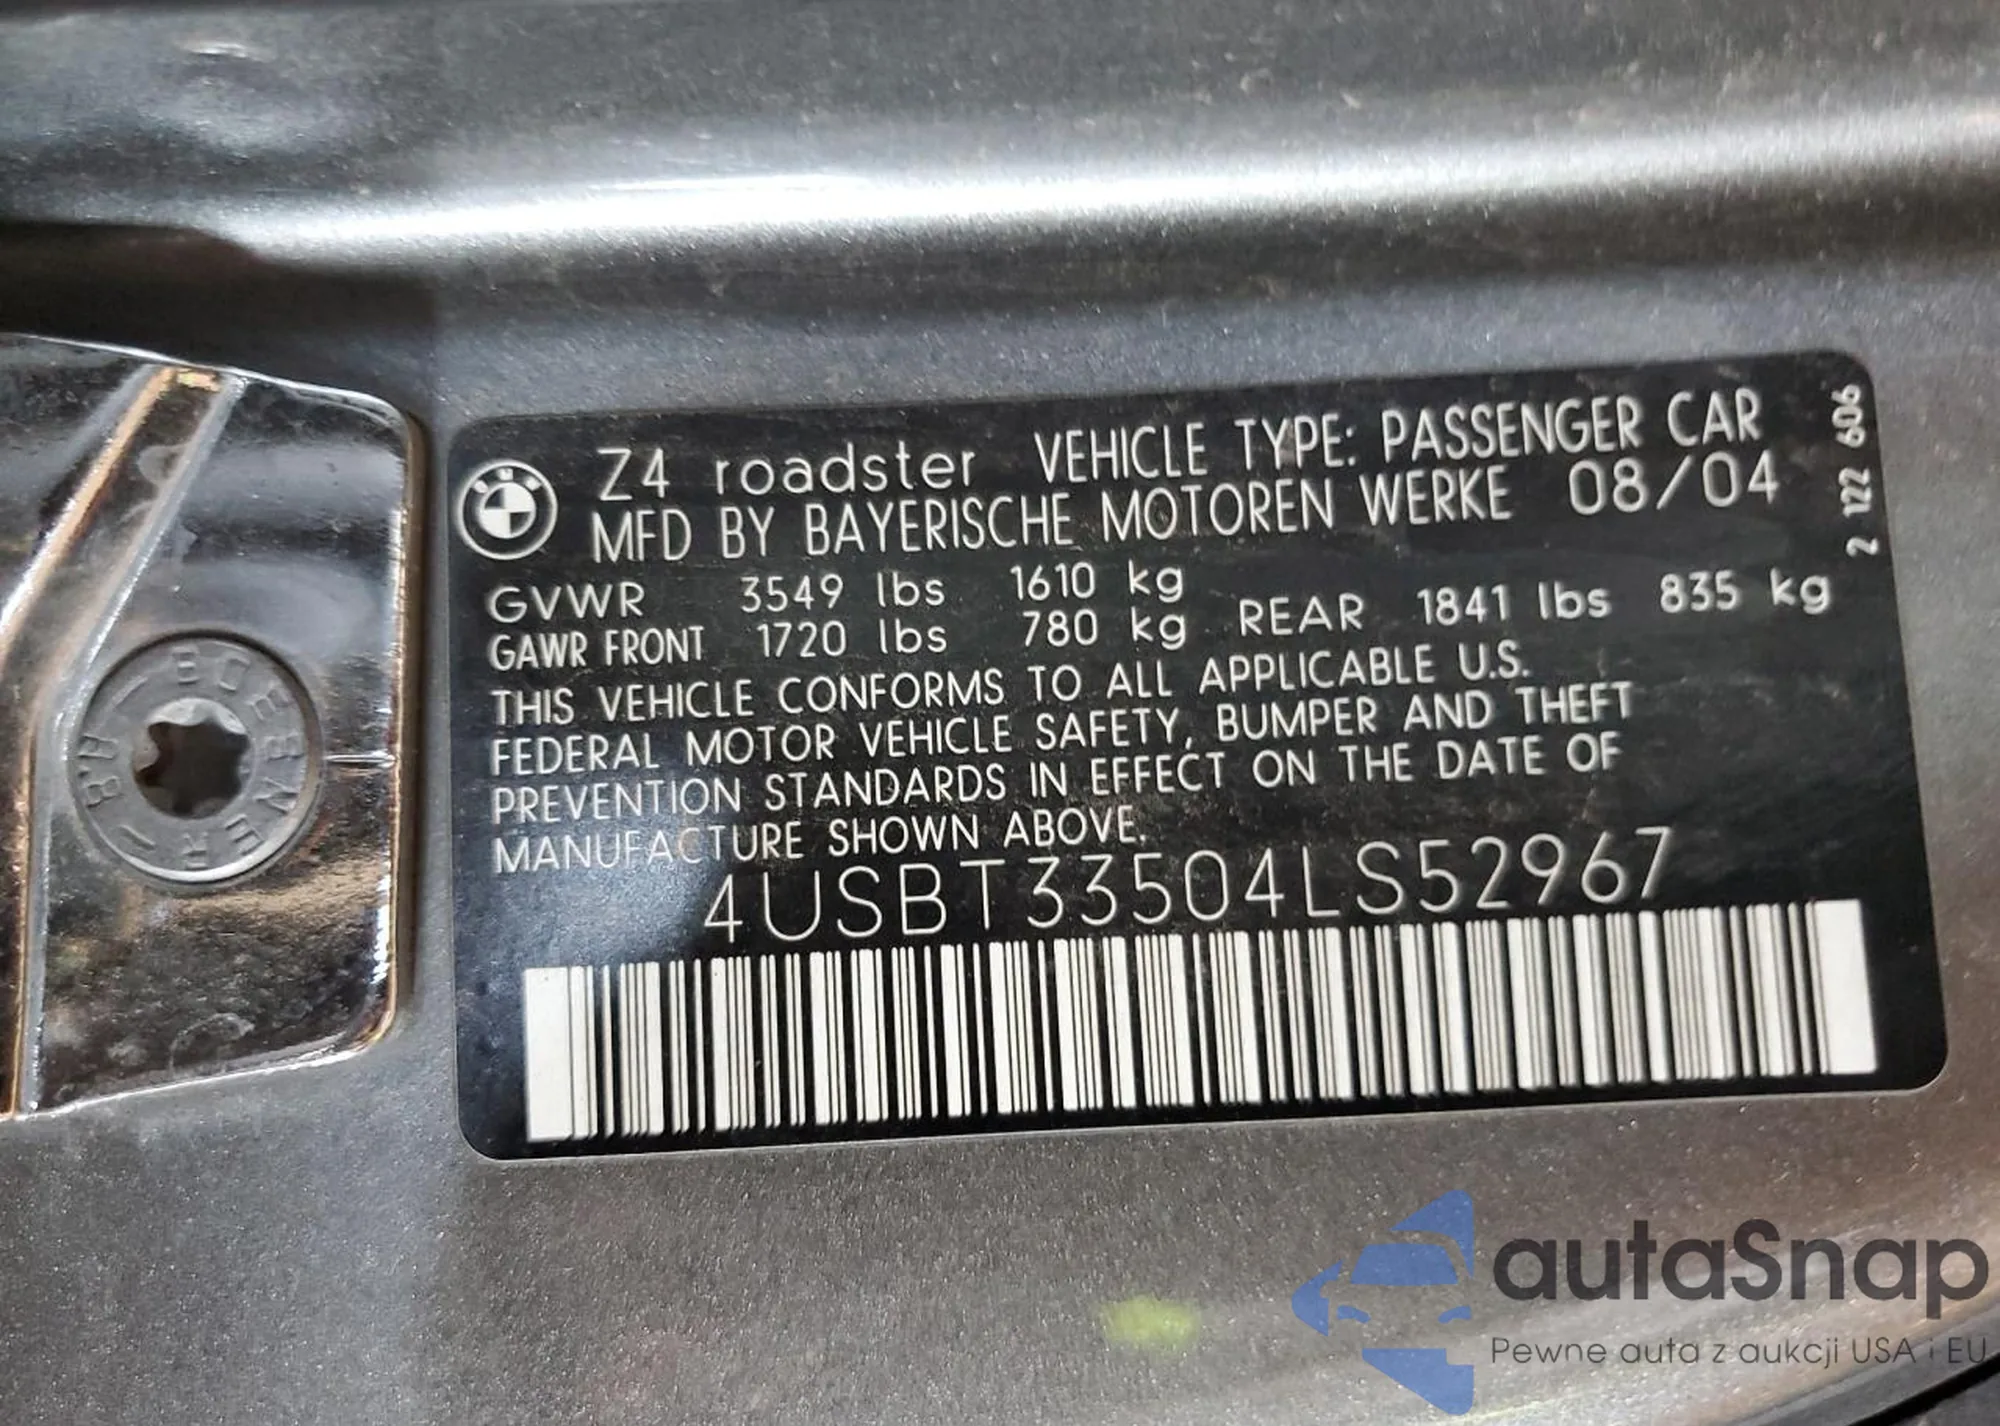 BOERNER
A.B
BMW
Z4 roadster VEHICLE TYPE: PASSENGER CAR
MFD BY BAYERISCHE MOTOREN WERKE 08/04
GVWR 3549 lbs 1610 kg
GAWR FRONT 1720 lbs 780 kg REAR 1841 lbs 835 kg
THIS VEHICLE CONFORMS TO ALL APPLICABLE U.S.
FEDERAL MOTOR VEHICLE SAFETY, BUMPER AND THEFT
PREVENTION STANDARDS IN EFFECT ON THE DATE OF
MANUFACTURE SHOWN ABOVE.
4USBT33504LS52967
2 122 606
autaSnap
Pewne auta z aukcji USA i EU